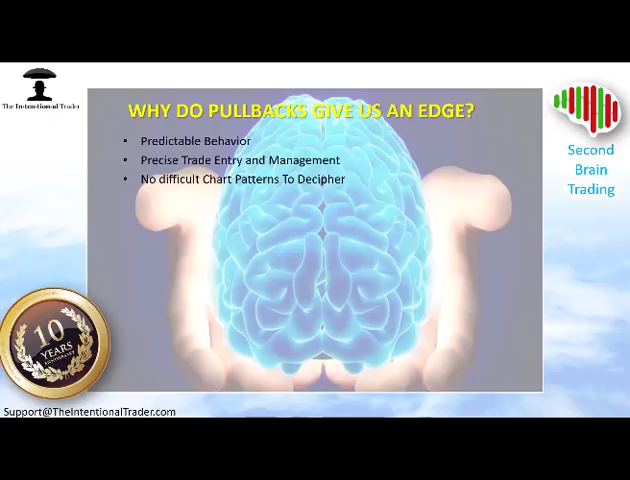 The Intentional Trader
WHY DO PULLBACKS GIVE US AN EDGE?
• Predictable Behavior
• Precise Trade Entry and Management
• No difficult Chart Patterns To Decipher
Second
Brain
Trading
10
YEARS
ANNIVERSARY
Support@TheIntentionalTrader.com